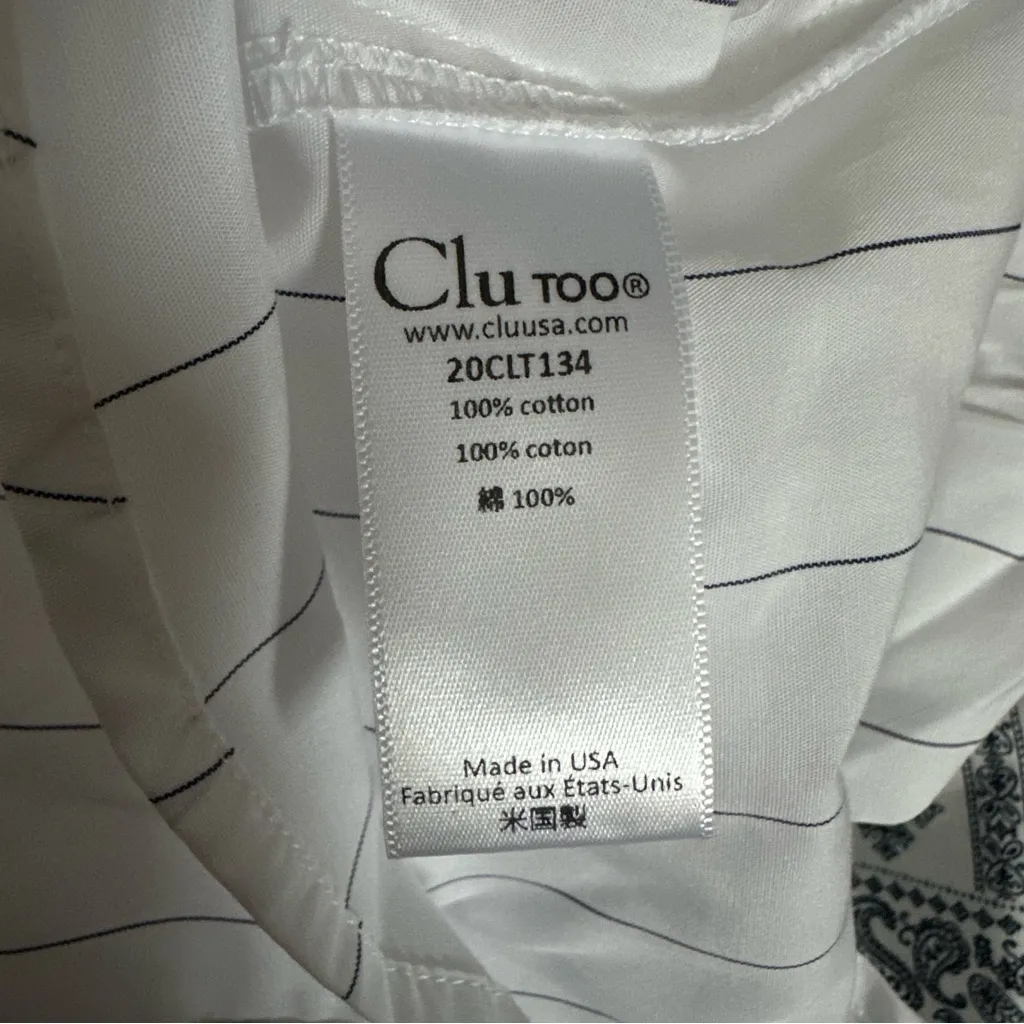 Clu TOO®
www.cluusa.com
20CLT134
100% cotton
100% coton
綿 100%
Made in USA
Fabriqué aux États-Unis
米国製